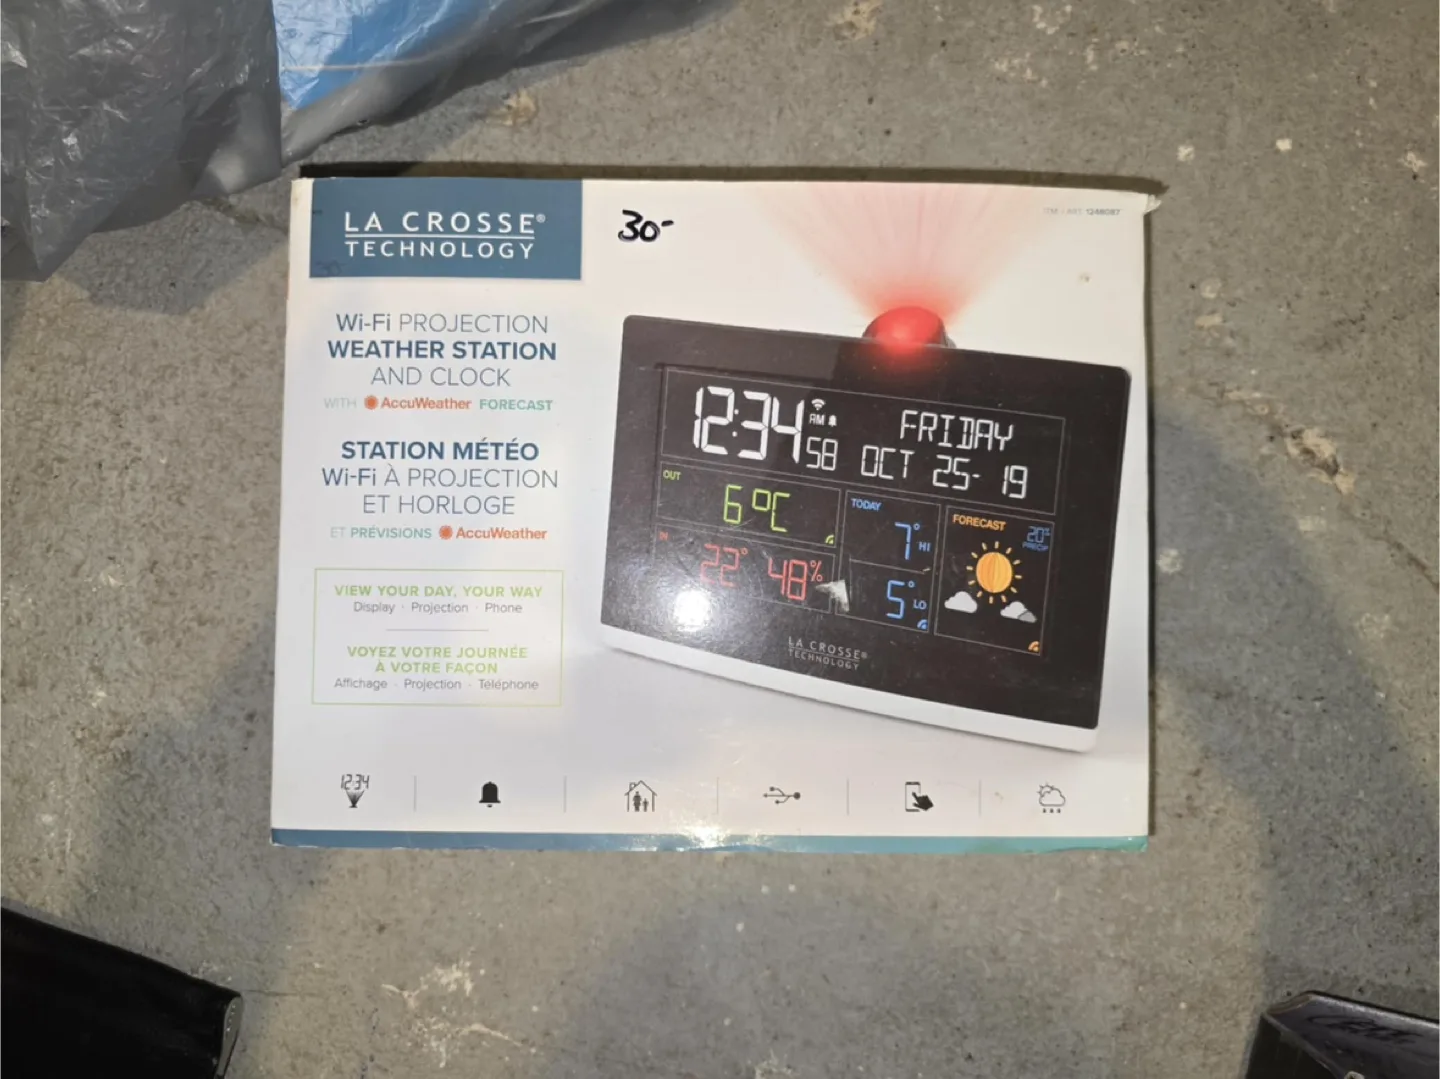 LA CROSSE®
TECHNOLOGY
30-
1246087
Wi-Fi PROJECTION
WEATHER STATION
AND CLOCK
WITH AccuWeather FORECAST
STATION MÉTÉO
Wi-Fi À PROJECTION
ET HORLOGE
ET PRÉVISIONS AccuWeather
VIEW YOUR DAY, YOUR WAY
Display · Projection · Phone
VOYEZ VOTRE JOURNÉE
À VOTRE FAÇON
Affichage · Projection · Téléphone
12:34 58 AM
FRIDAY
OCT 25-19
OUT
6°C
IN
22° 48%
TODAY
7° HI
5° LO
FORECAST
20%
PRECIP
LA CROSSE®
TECHNOLOGY
12:34